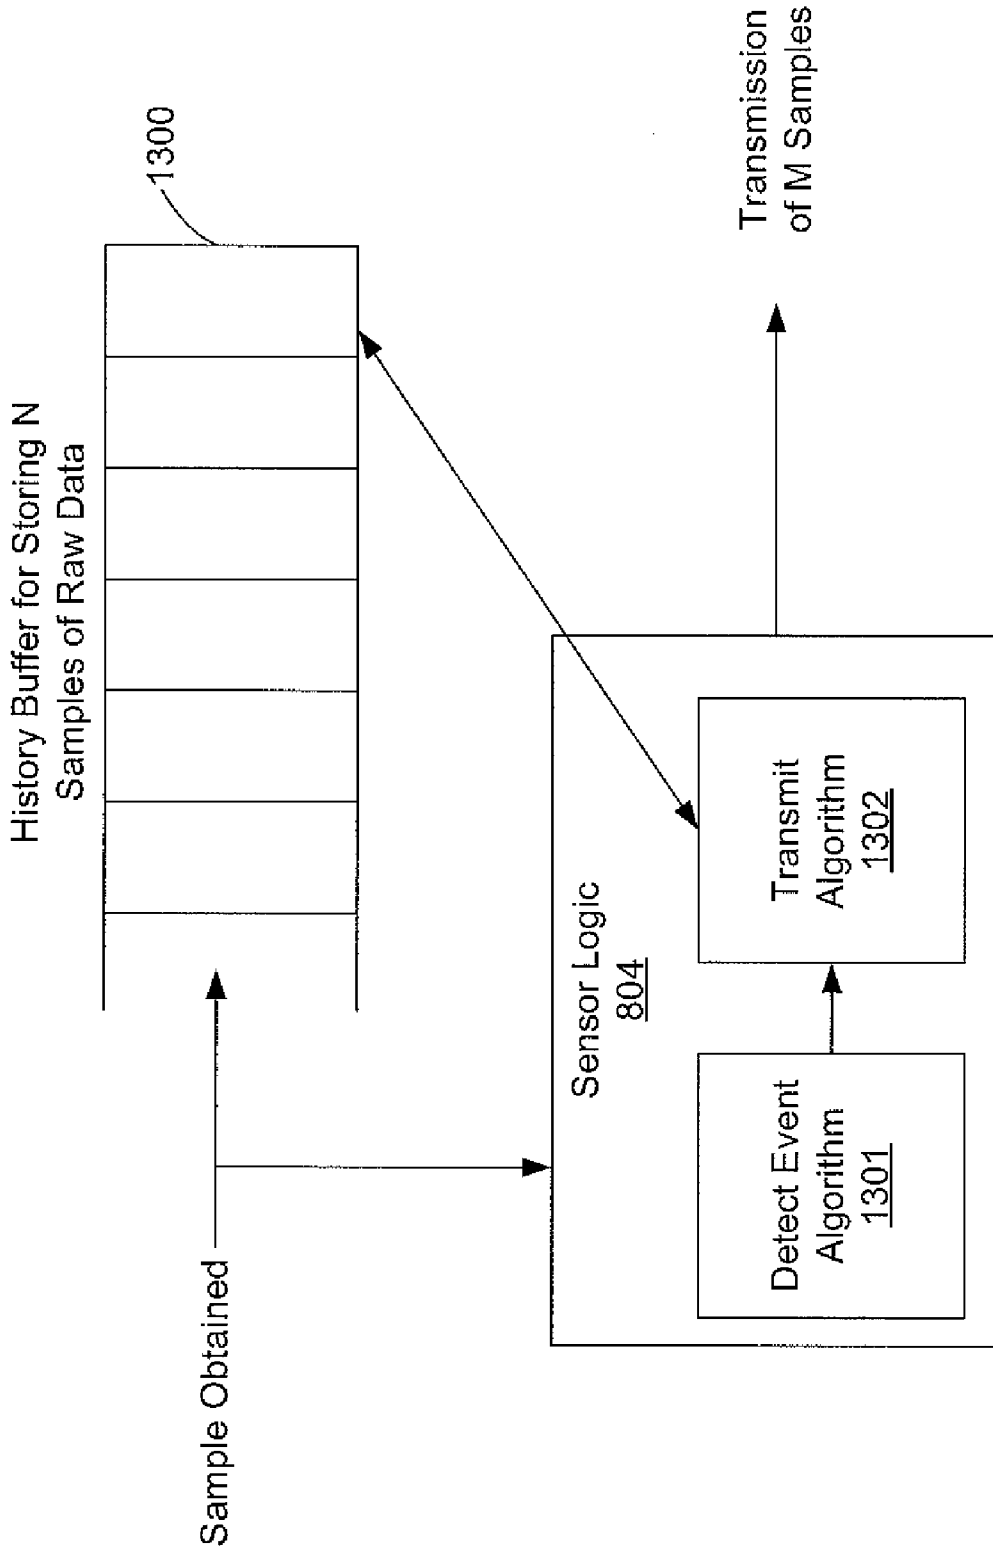 History Buffer for Storing N
Samples of Raw Data
1300
Sample Obtained
Sensor Logic
804
Detect Event
Algorithm
1301
Transmit
Algorithm
1302
Transmission
of M Samples